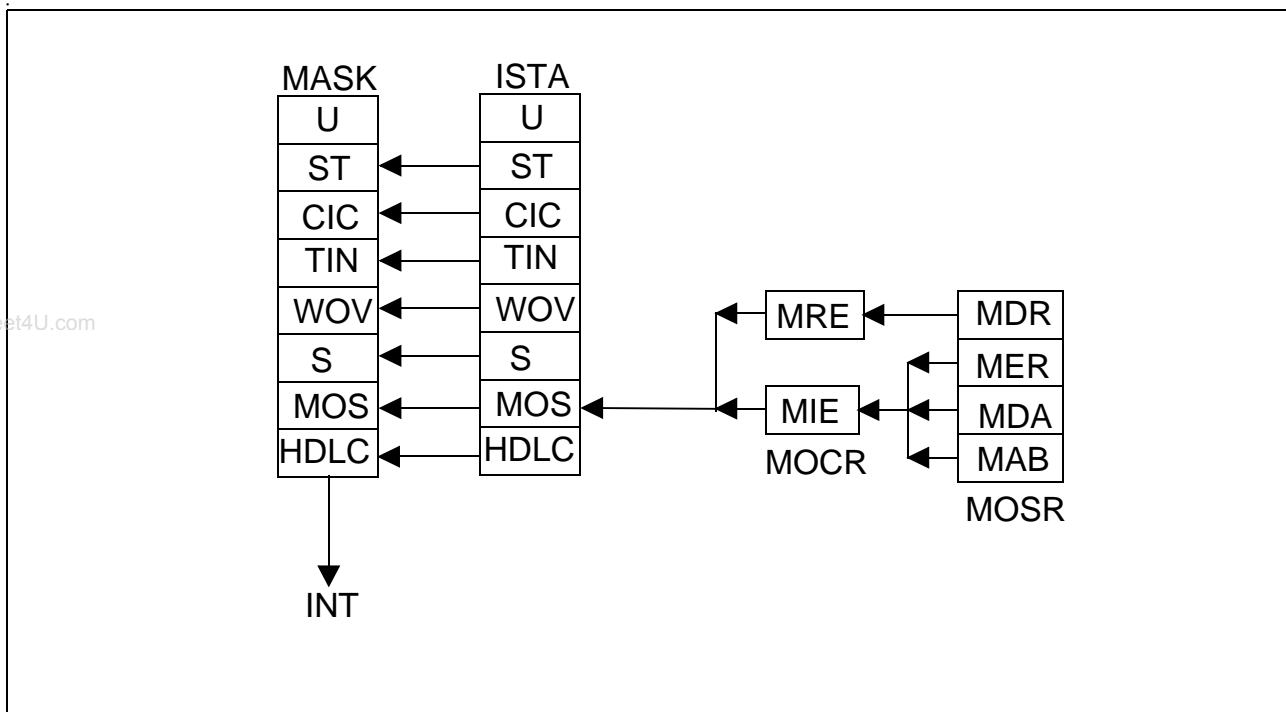 MASK
U
ST
CIC
TIN
WOV
S
MOS
HDLC
INT
ISTA
U
ST
CIC
TIN
WOV
S
MOS
HDLC
MRE
MIE
MOCR
MDR
MER
MDA
MAB
MOSR
et4U.com